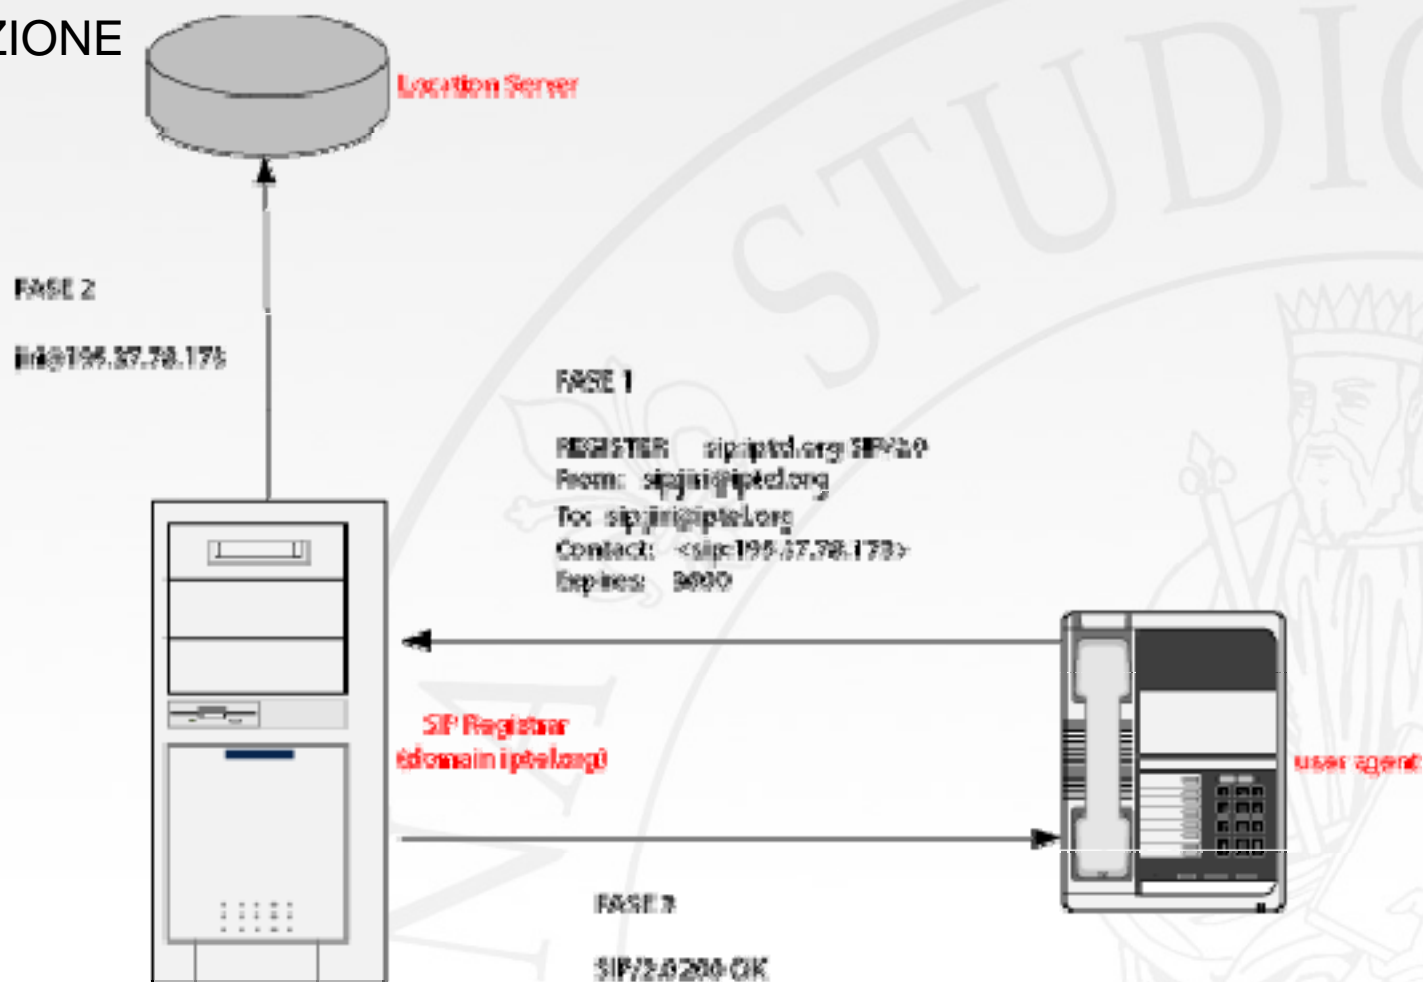 ZIONE
Location Server
FASE 2
jiri@195.37.78.173
FASE 1
REGISTER sip:iptel.org SIP/2.0
From: sip:jiri@iptel.org
To: sip:jiri@iptel.org
Contact: <sip:195.37.78.173>
Expires: 3600
SIP Registrar
(domain iptel.org)
user agent
FASE 3
SIP/2.0 200 OK
STUDIO
NA